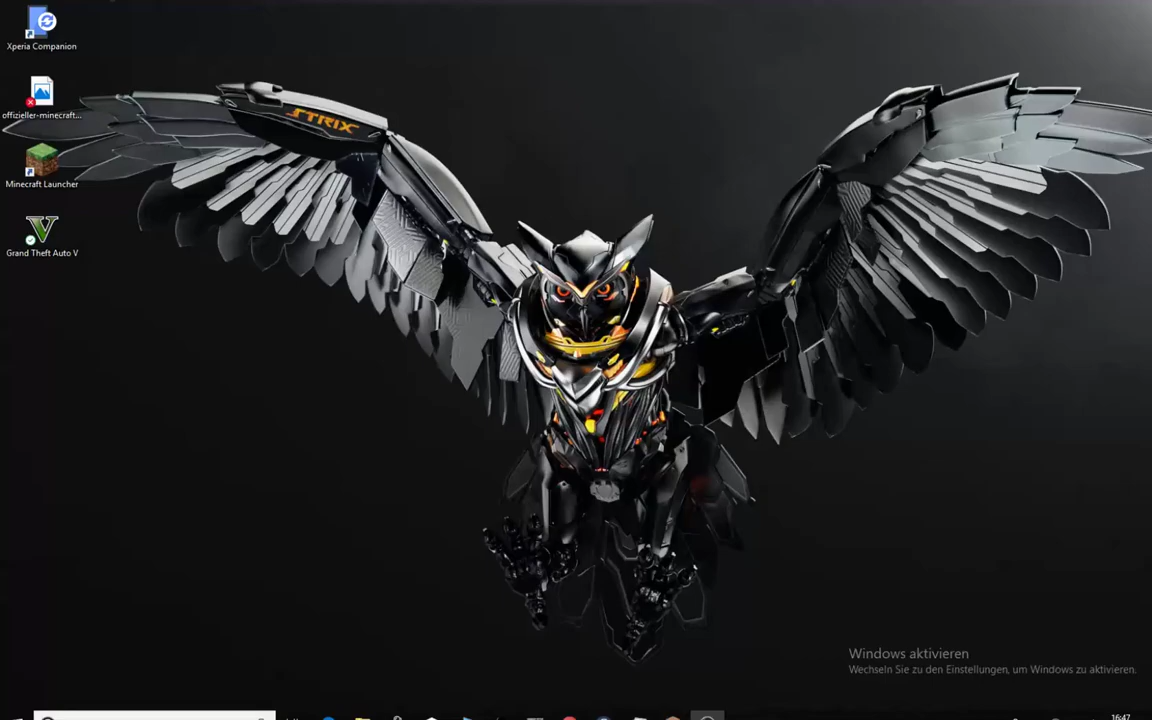 Xperia Companion
offizieller-minecraft...
Minecraft Launcher
Grand Theft Auto V
STRIX
Windows aktivieren
Wechseln Sie zu den Einstellungen, um Windows zu aktivieren.
16:47